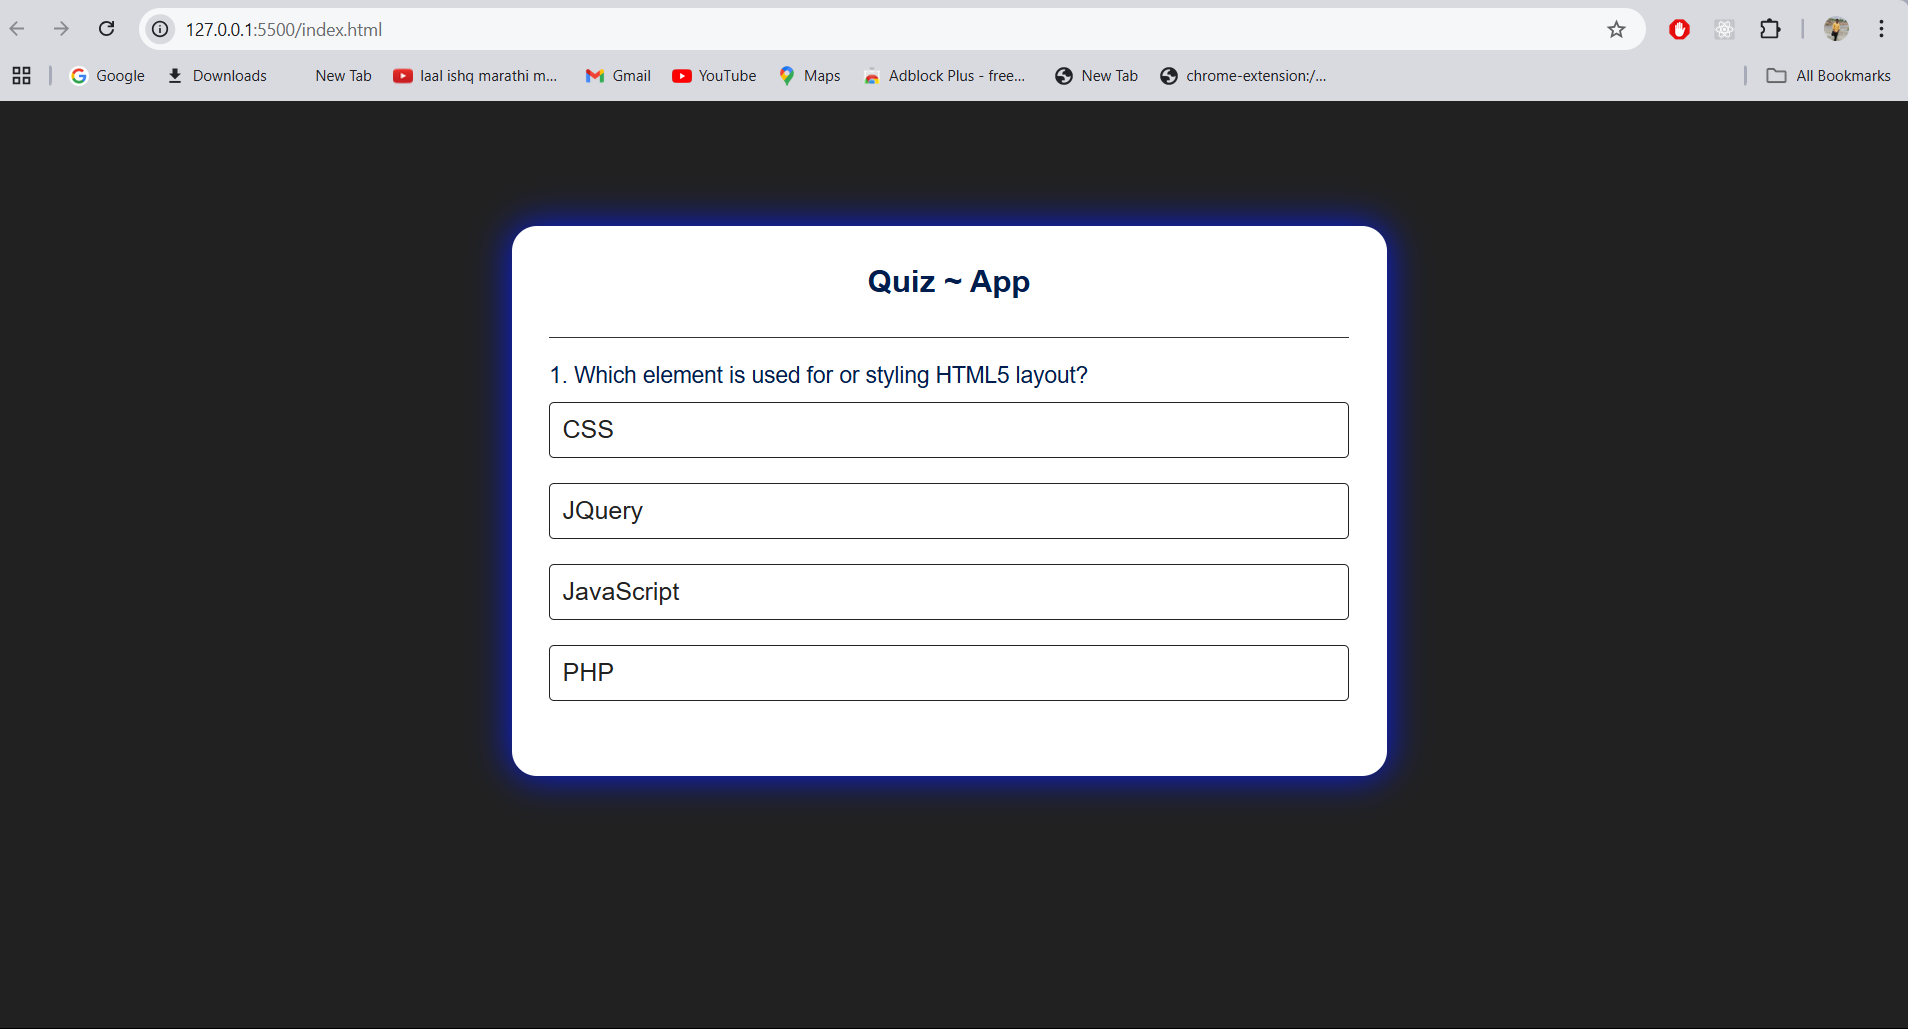 127.0.0.1:5500/index.html
Google Downloads New Tab laal ishq marathi m... Gmail YouTube Maps Adblock Plus - free... New Tab chrome-extension:/... All Bookmarks
Quiz ~ App
1. Which element is used for or styling HTML5 layout?
CSS
JQuery
JavaScript
PHP